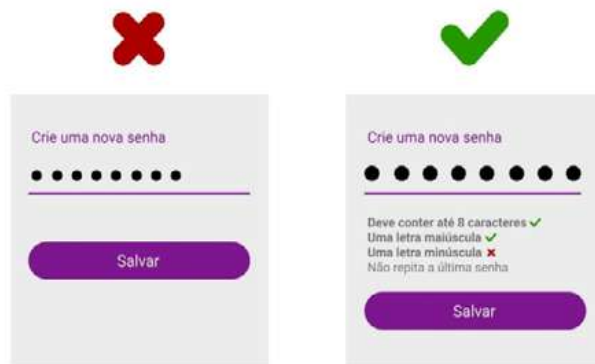 Crie uma nova senha
Salvar
Crie uma nova senha
Deve conter até 8 caracteres
Uma letra maiúscula
Uma letra minúscula
Não repita a última senha
Salvar